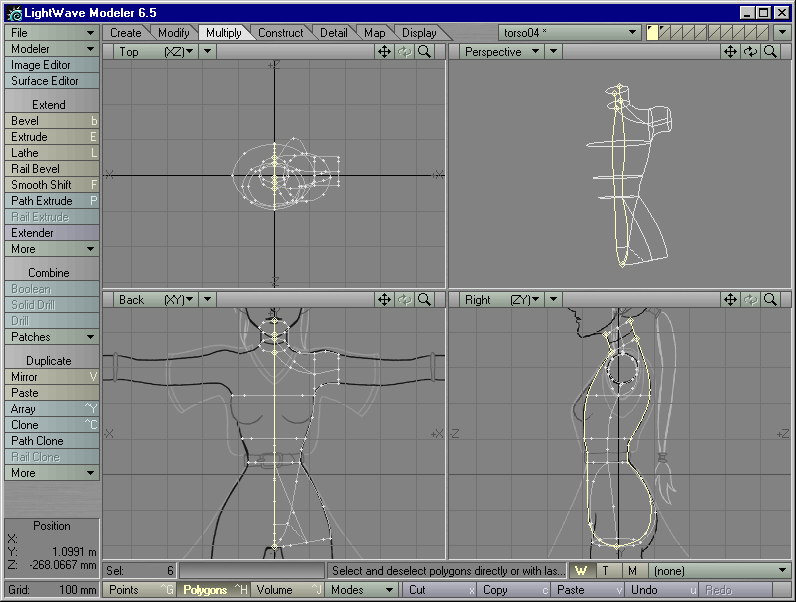 LightWave Modeler 6.5
File Create Modify Multiply Construct Detail Map Display torso04 *
Modeler Top (XZ) Perspective
Image Editor
Surface Editor
Extend
Bevel b
Extrude E
Lathe L
Rail Bevel
Smooth Shift F
Path Extrude P
Rail Extrude
Extender
More
Combine
Boolean
Solid Drill
Drill
Patches
Duplicate
Mirror V
Paste
Array ^Y
Clone ^C
Path Clone
Rail Clone
More
Back (XY) Right (ZY)
-X +X -Z +Z
Position
X:
Y: 1.0991 m
Z: -268.0667 mm
Sel: 6 Select and deselect polygons directly or with las... W T M (none)
Grid: 100 mm Points ^G Polygons ^H Volume ^J Modes Cut x Copy c Paste v Undo u Redo